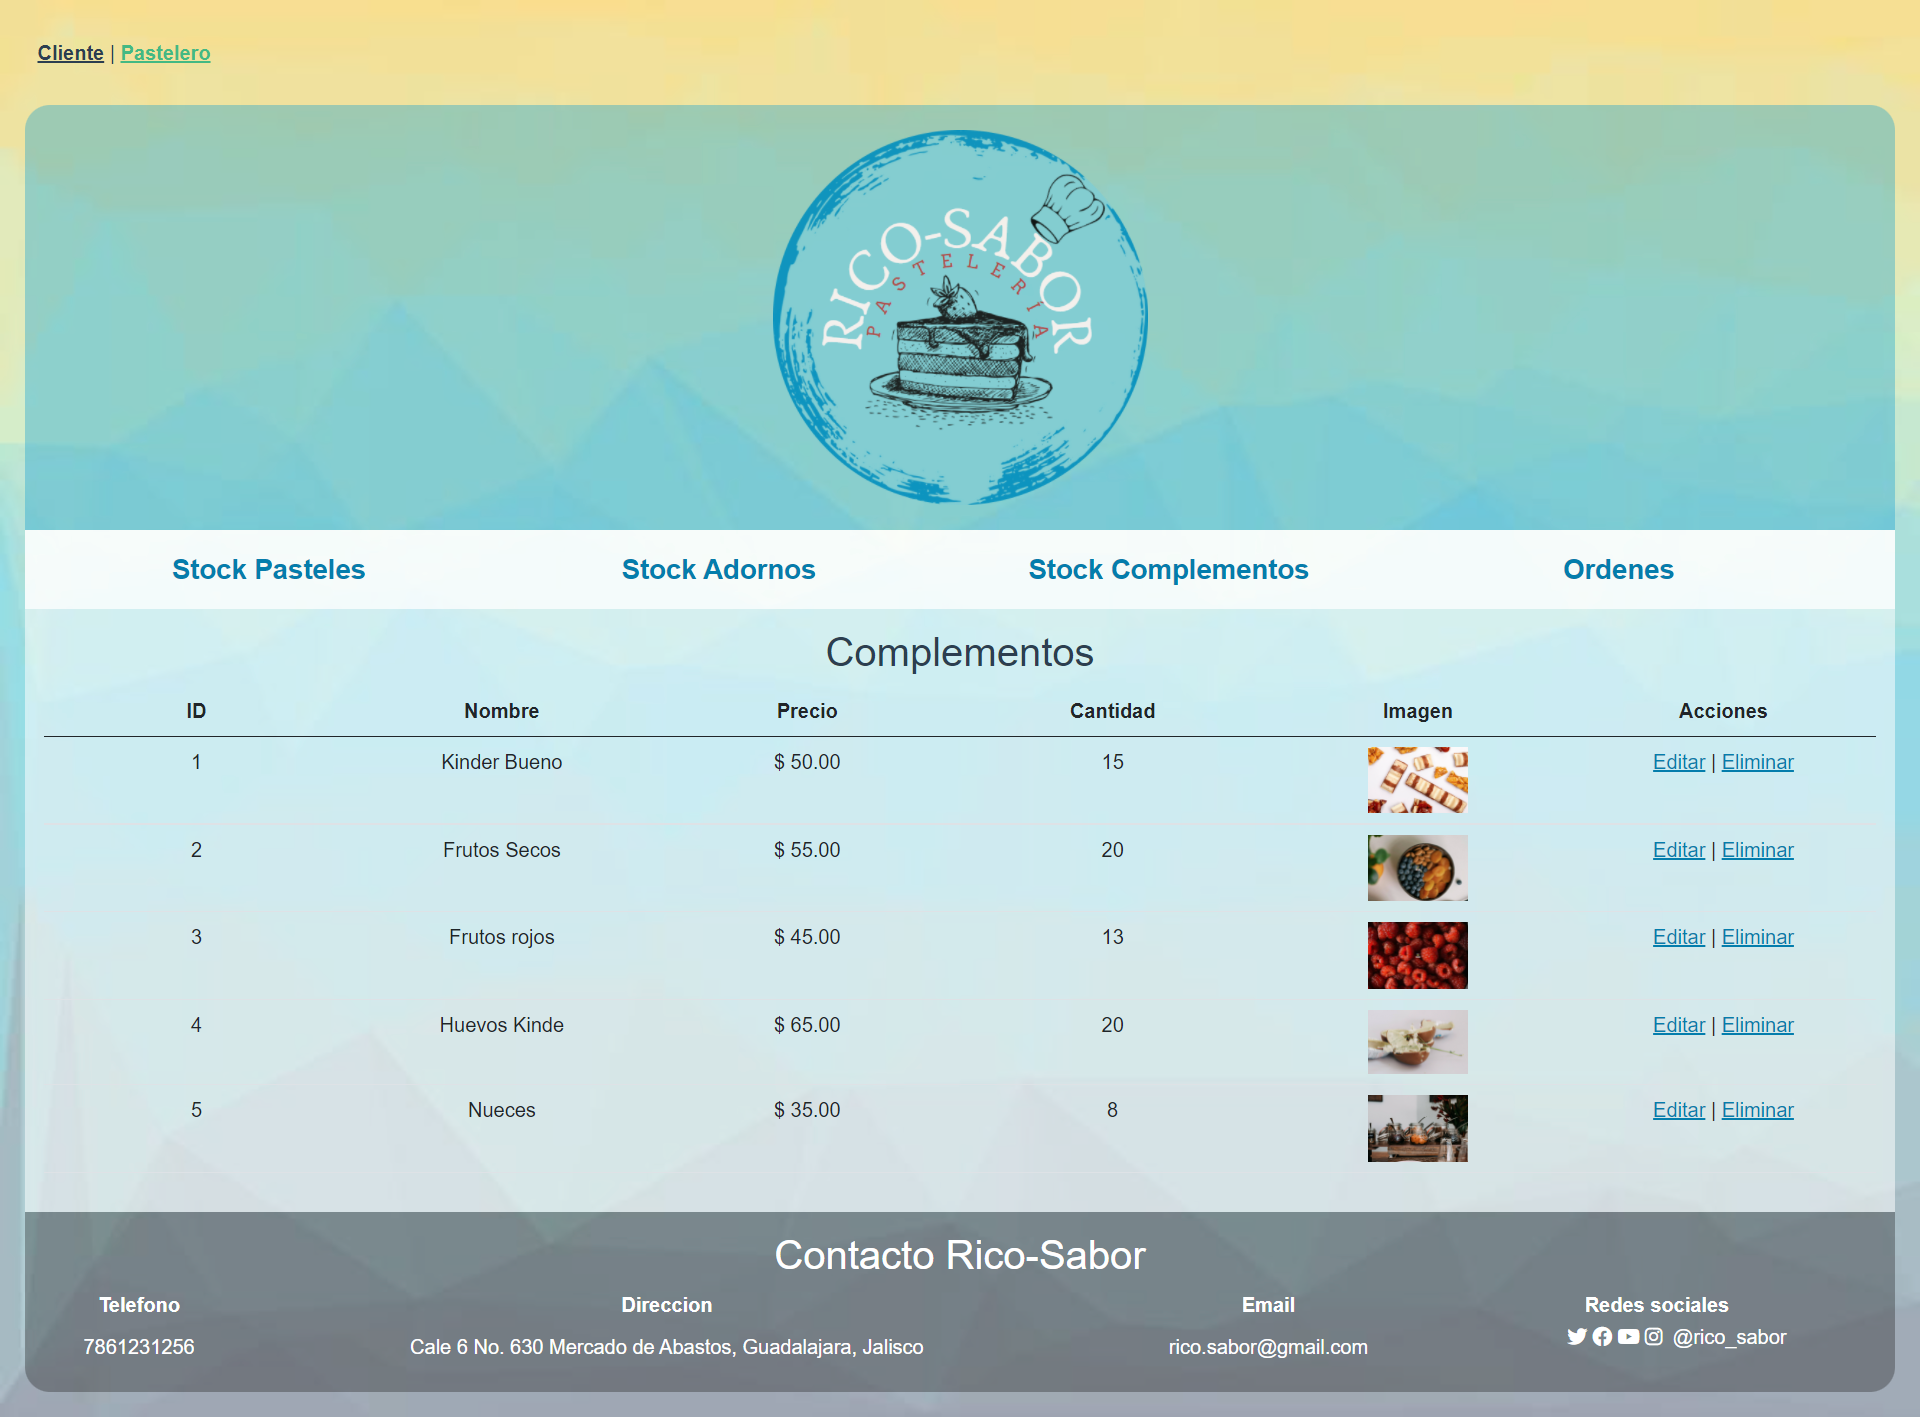 Cliente | Pastelero
RICO-SABOR
PASTELERÍA
Stock Pasteles Stock Adornos Stock Complementos Ordenes
Complementos
ID Nombre Precio Cantidad Imagen Acciones
1 Kinder Bueno $ 50.00 15 Editar | Eliminar
2 Frutos Secos $ 55.00 20 Editar | Eliminar
3 Frutos rojos $ 45.00 13 Editar | Eliminar
4 Huevos Kinde $ 65.00 20 Editar | Eliminar
5 Nueces $ 35.00 8 Editar | Eliminar
Contacto Rico-Sabor
Telefono Direccion Email Redes sociales
7861231256 Cale 6 No. 630 Mercado de Abastos, Guadalajara, Jalisco rico.sabor@gmail.com @rico_sabor